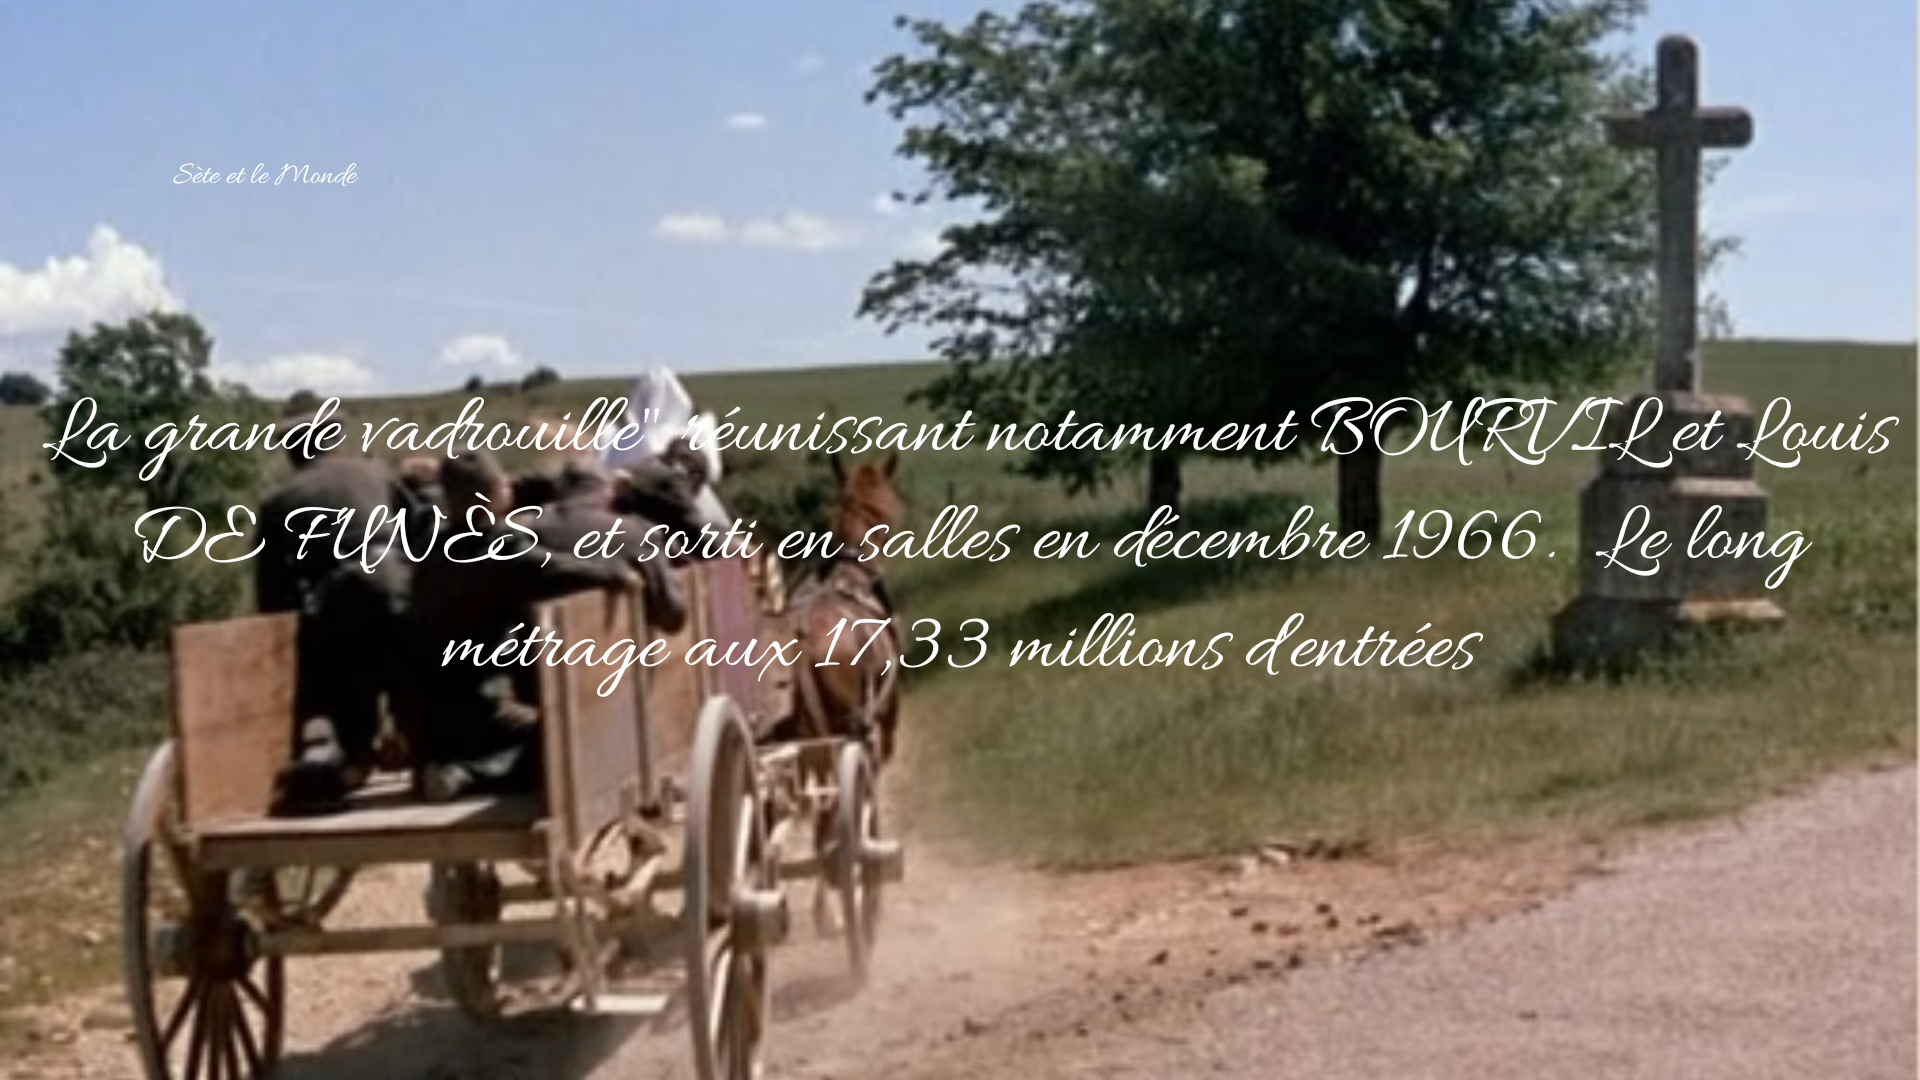 Sète et le Monde
La grande vadrouille" réunissant notamment BOURVIL et Louis
DE FUNÈS, et sorti en salles en décembre 1966. Le long
métrage aux 17,33 millions d'entrées